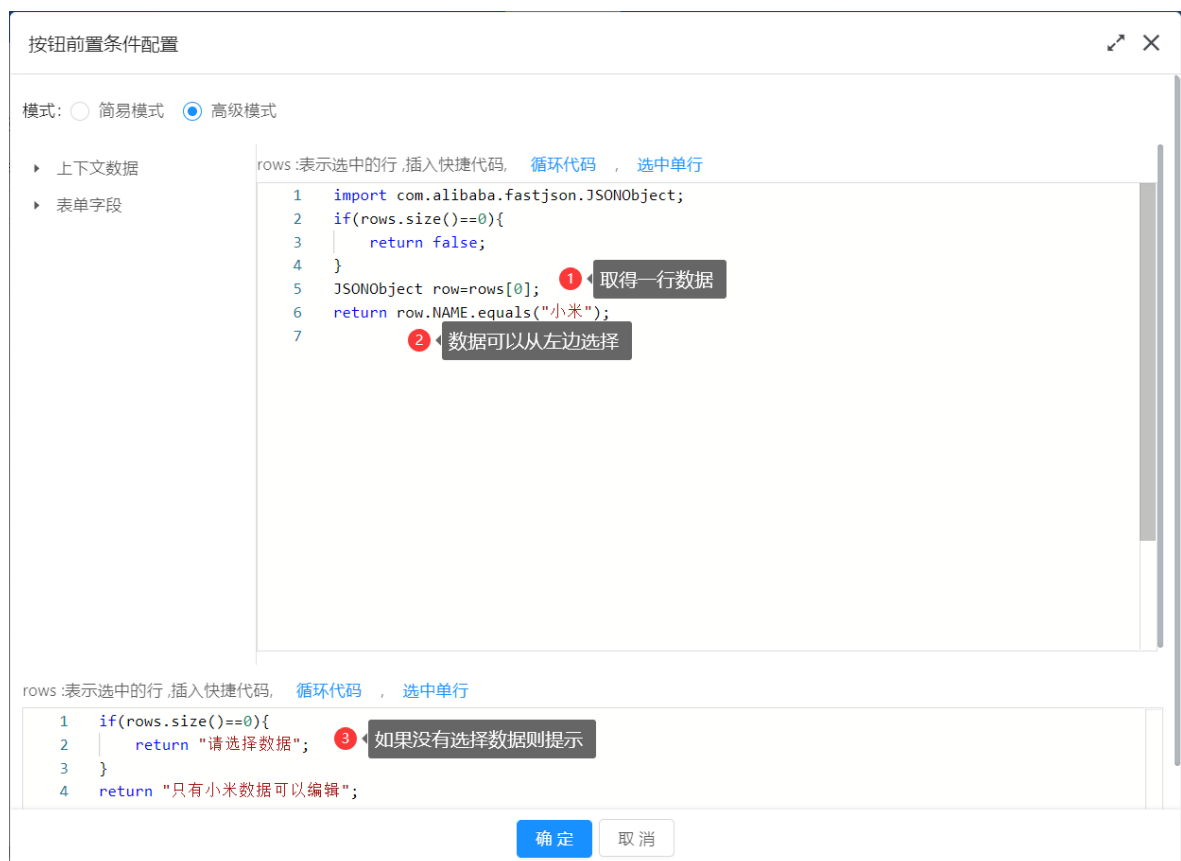 按钮前置条件配置
模式: 简易模式 高级模式
上下文数据
表单字段
rows :表示选中的行 ,插入快捷代码, 循环代码 , 选中单行
1 import com.alibaba.fastjson.JSONObject;
2 if(rows.size()==0){
3 return false;
4 }
1 取得一行数据
5 JSONObject row=rows[0];
6 return row.NAME.equals("小米");
7
2 数据可以从左边选择
rows :表示选中的行 ,插入快捷代码, 循环代码 , 选中单行
1 if(rows.size()==0){
2 return "请选择数据";
3 如果没有选择数据则提示
3 }
4 return "只有小米数据可以编辑";
确 定 取 消